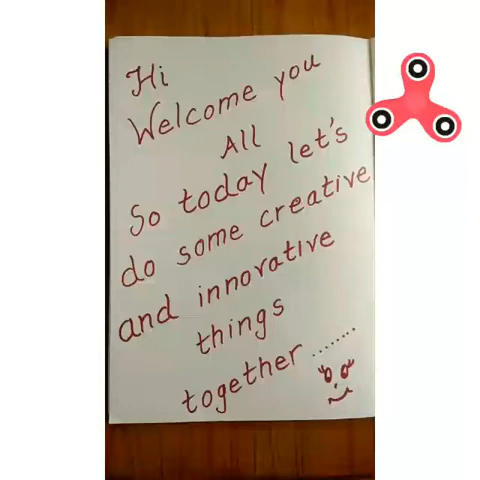 Hi
Welcome you
All
So today let's
do some creative
and innovative
things
together ........